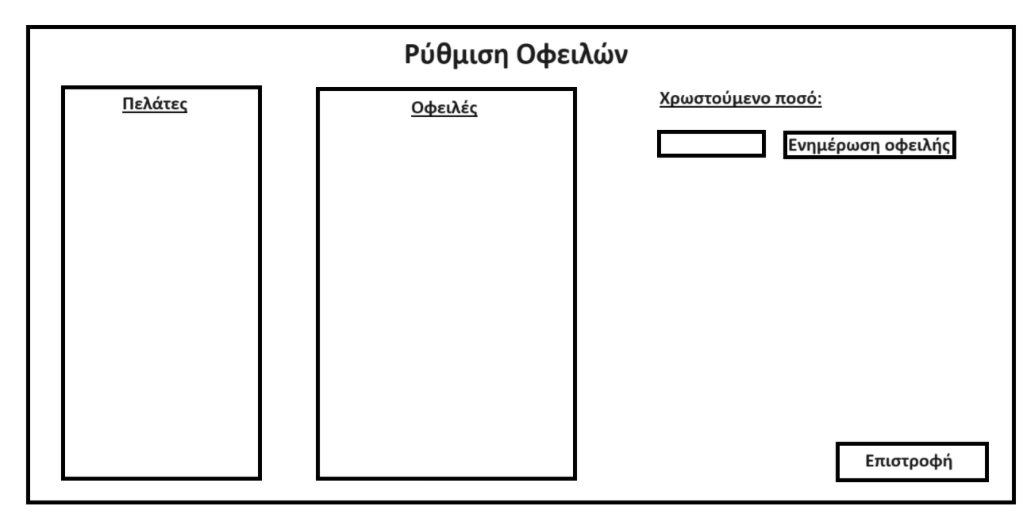 Ρύθμιση Οφειλών
Πελάτες
Οφειλές
Χρωστούμενο ποσό:
Ενημέρωση οφειλής
Επιστροφή